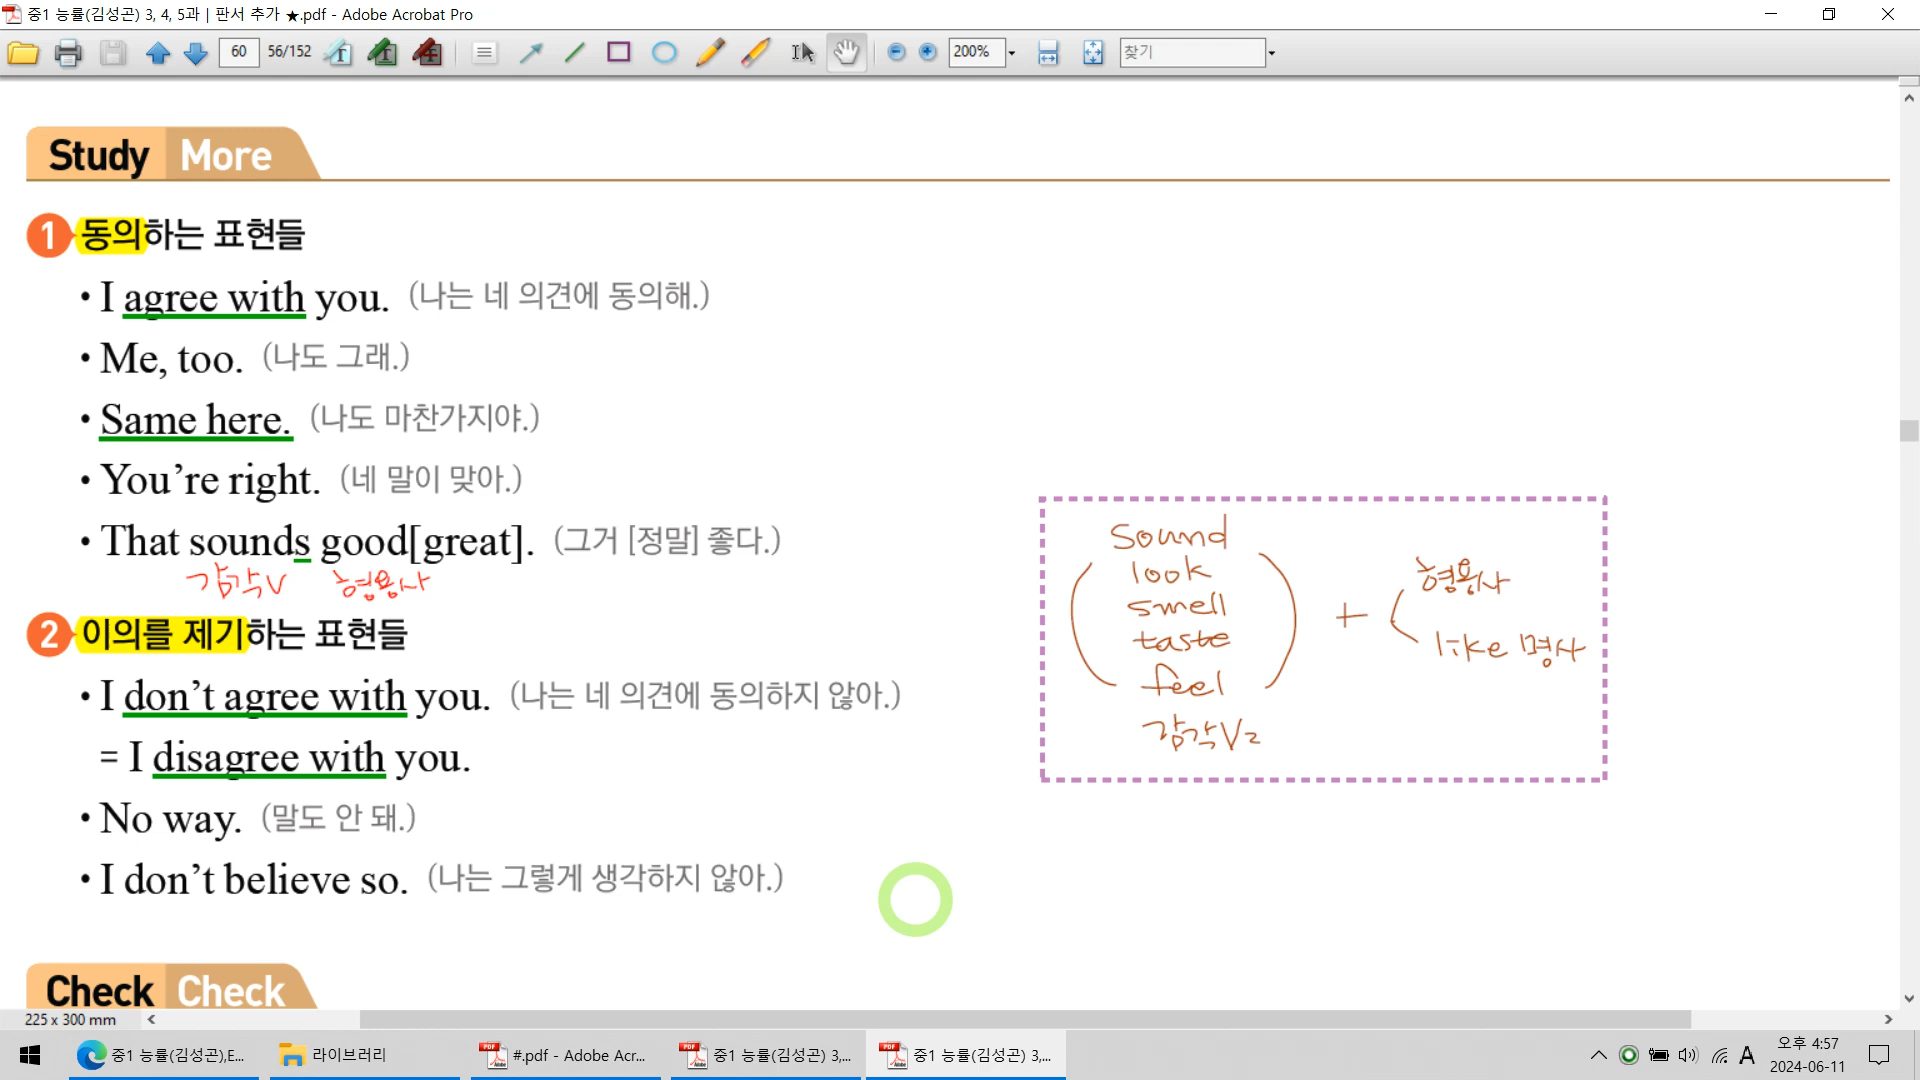 중1 능률(김성곤) 3, 4, 5과 | 판서 추가 ★.pdf - Adobe Acrobat Pro
60 56/152 200% 찾기
Study More
1 동의하는 표현들
• I agree with you. (나는 네 의견에 동의해.)
• Me, too. (나도 그래.)
• Same here. (나도 마찬가지야.)
• You're right. (네 말이 맞아.)
• That sounds good[great]. (그거 [정말] 좋다.)
감각V 형용사
2 이의를 제기하는 표현들
• I don't agree with you. (나는 네 의견에 동의하지 않아.)
= I disagree with you.
• No way. (말도 안 돼.)
• I don't believe so. (나는 그렇게 생각하지 않아.)
sound
look
smell
taste
feel
감각V2
+
형용사
like 명사
Check Check
225 x 300 mm
중1 능률(김성곤),E... 라이브러리 #.pdf - Adobe Acr... 중1 능률(김성곤) 3,... 중1 능률(김성곤) 3,... A 오후 4:57
2024-06-11